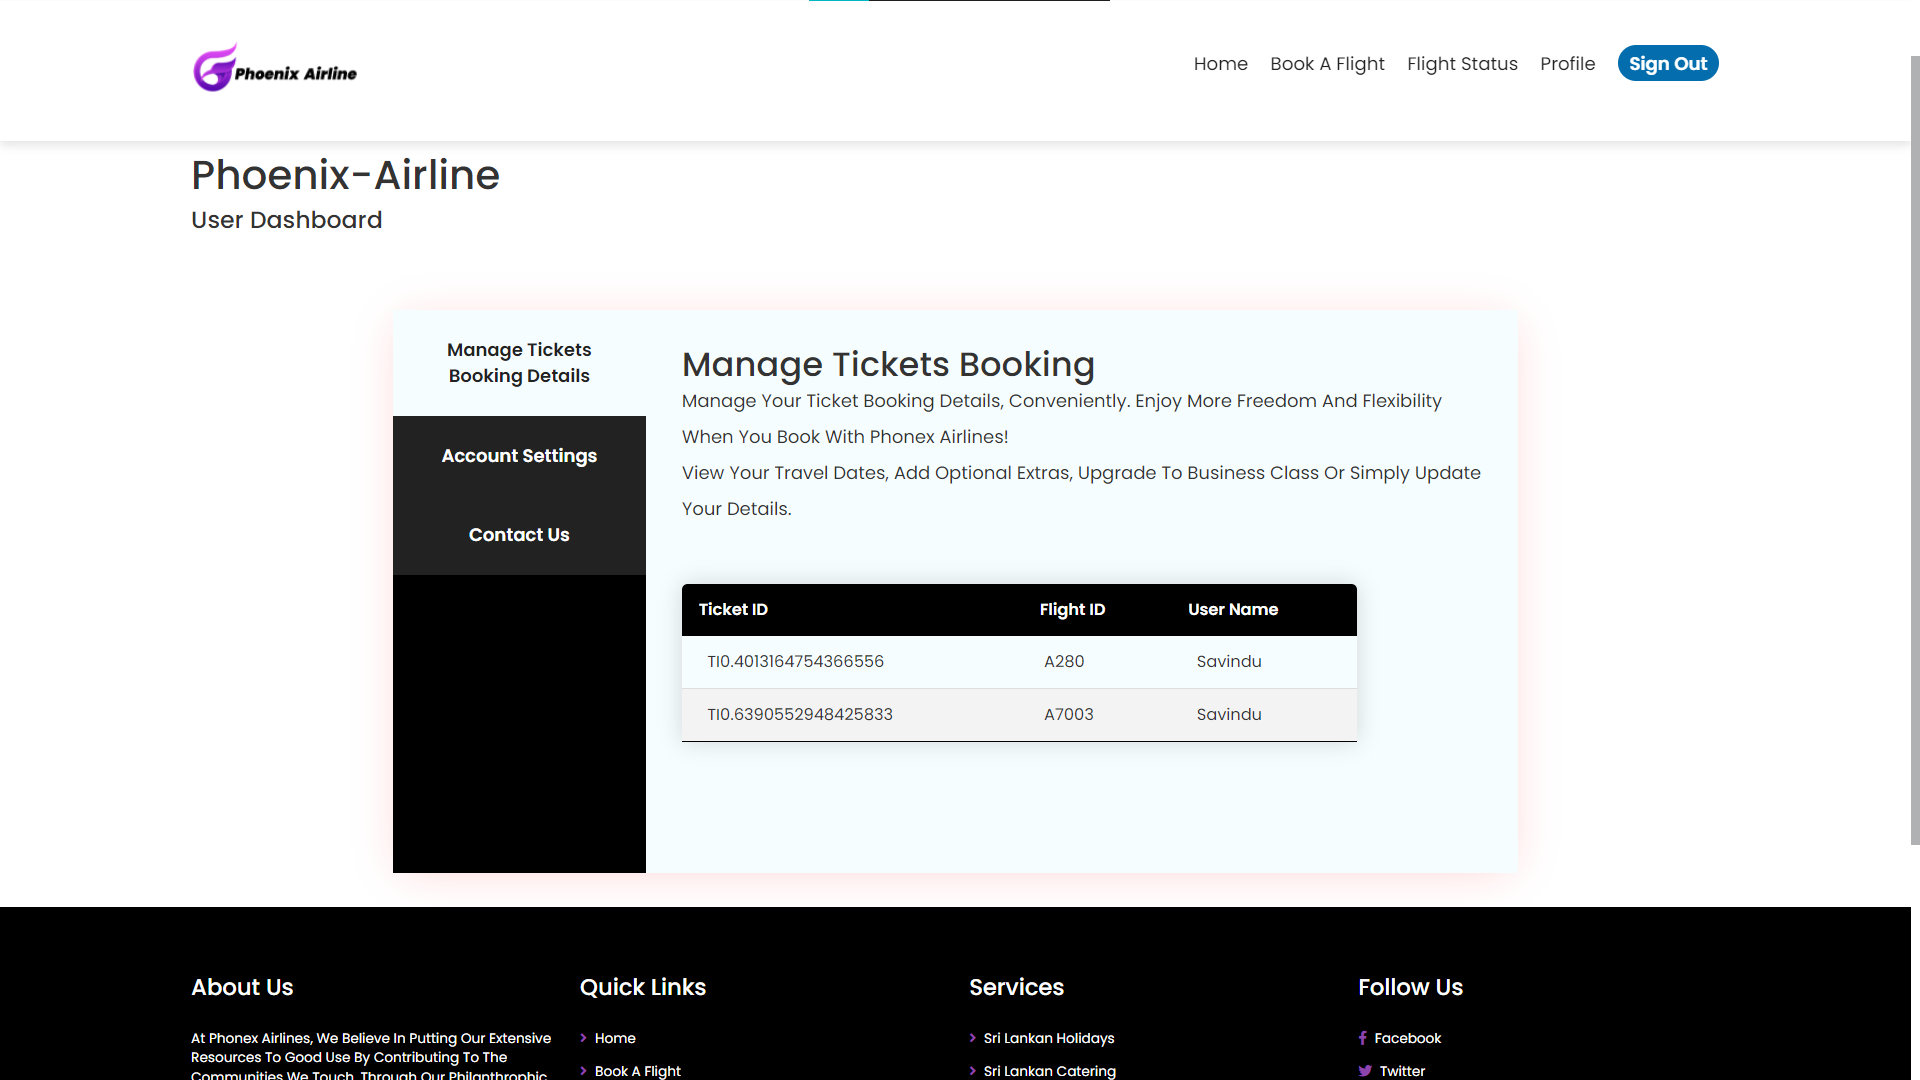 Phoenix Airline
Home Book A Flight Flight Status Profile Sign Out
Phoenix-Airline
User Dashboard
Manage Tickets
Booking Details
Account Settings
Contact Us
Manage Tickets Booking
Manage Your Ticket Booking Details, Conveniently. Enjoy More Freedom And Flexibility
When You Book With Phonex Airlines!
View Your Travel Dates, Add Optional Extras, Upgrade To Business Class Or Simply Update
Your Details.
Ticket ID Flight ID User Name
TI0.4013164754366556 A280 Savindu
TI0.6390552948425833 A7003 Savindu
About Us
At Phonex Airlines, We Believe In Putting Our Extensive
Resources To Good Use By Contributing To The
Communities We Touch. Through Our Philanthrophic
Quick Links
Home
Book A Flight
Services
Sri Lankan Holidays
Sri Lankan Catering
Follow Us
Facebook
Twitter